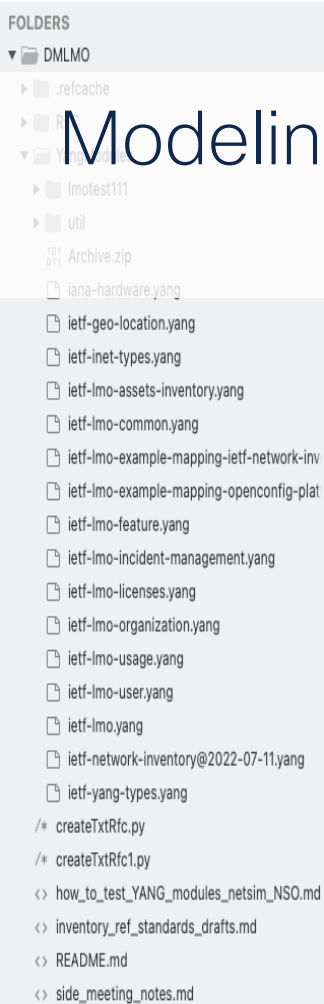 FOLDERS
DMLMO
.refcache
Modelin
Imotest111
util
Archive.zip
iana-hardware.yang
ietf-geo-location.yang
ietf-inet-types.yang
ietf-lmo-assets-inventory.yang
ietf-lmo-common.yang
ietf-lmo-example-mapping-ietf-network-inv
ietf-lmo-example-mapping-openconfig-plat
ietf-lmo-feature.yang
ietf-lmo-incident-management.yang
ietf-lmo-licenses.yang
ietf-lmo-organization.yang
ietf-lmo-usage.yang
ietf-lmo-user.yang
ietf-lmo.yang
ietf-network-inventory@2022-07-11.yang
ietf-yang-types.yang
/* createTxtRfc.py
/* createTxtRfc1.py
<> how_to_test_YANG_modules_netsim_NSO.md
<> inventory_ref_standards_drafts.md
<> README.md
<> side_meeting_notes.md